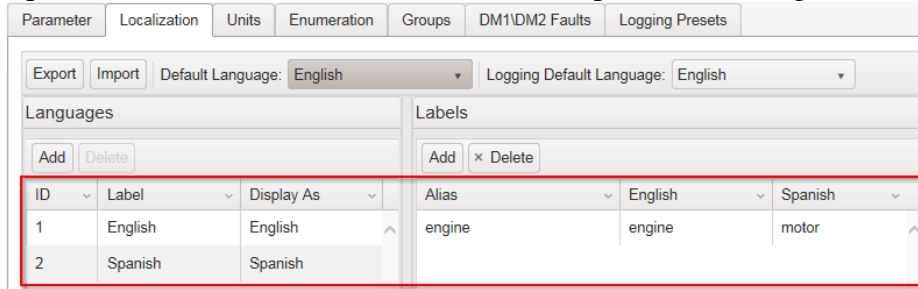 Parameter Localization Units Enumeration Groups DM1\DM2 Faults Logging Presets
Export Import Default Language: English Logging Default Language: English
Languages Labels
Add Delete Add × Delete
ID Label Display As Alias English Spanish
1 English English engine engine motor
2 Spanish Spanish